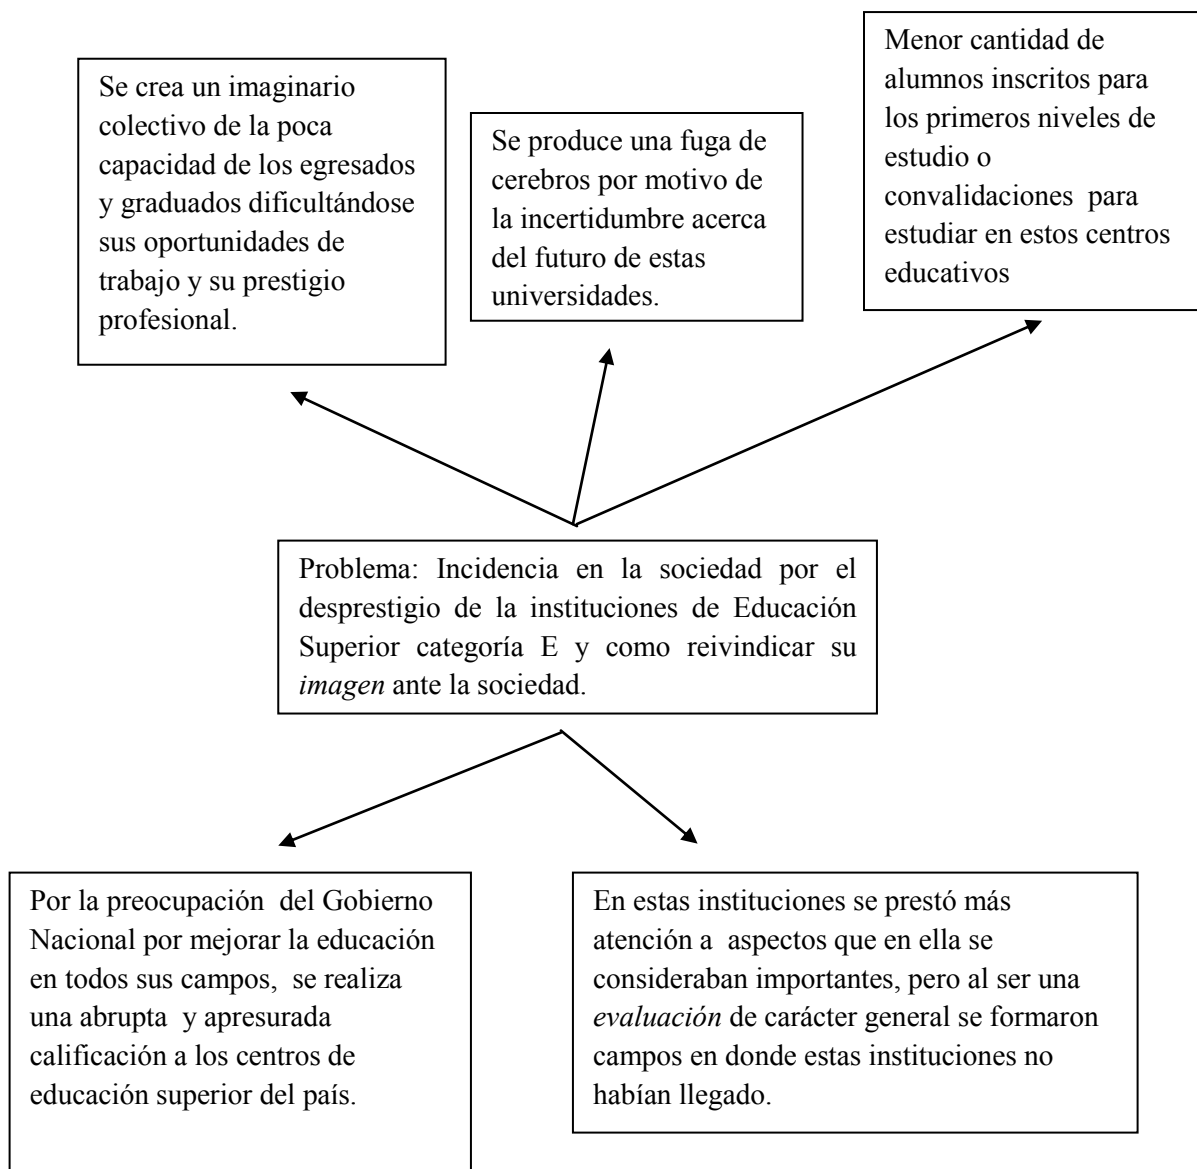 Se crea un imaginario
colectivo de la poca
capacidad de los egresados
y graduados dificultándose
sus oportunidades de
trabajo y su prestigio
profesional.
Se produce una fuga de
cerebros por motivo de
la incertidumbre acerca
del futuro de estas
universidades.
Menor cantidad de
alumnos inscritos para
los primeros niveles de
estudio o
convalidaciones para
estudiar en estos centros
educativos
Problema: Incidencia en la sociedad por el
desprestigio de la instituciones de Educación
Superior categoría E y como reivindicar su
imagen ante la sociedad.
Por la preocupación del Gobierno
Nacional por mejorar la educación
en todos sus campos, se realiza
una abrupta y apresurada
calificación a los centros de
educación superior del país.
En estas instituciones se prestó más
atención a aspectos que en ella se
consideraban importantes, pero al ser una
evaluación de carácter general se formaron
campos en donde estas instituciones no
habían llegado.